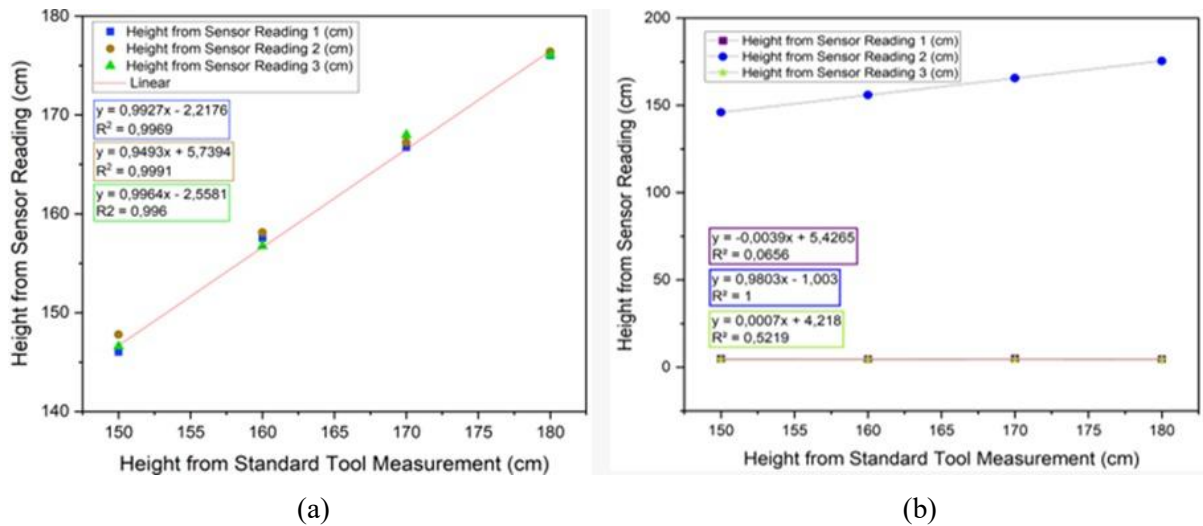 180
170
160
150
140
Height from Sensor Reading (cm)
Height from Sensor Reading 1 (cm)
Height from Sensor Reading 2 (cm)
Height from Sensor Reading 3 (cm)
Linear
y = 0,9927x - 2,2176
R² = 0,9969
y = 0,9493x + 5,7394
R² = 0,9991
y = 0,9964x - 2,5581
R2 = 0,996
150 155 160 165 170 175 180
Height from Standard Tool Measurement (cm)
(a)
200
150
100
50
0
Height from Sensor Reading (cm)
Height from Sensor Reading 1 (cm)
Height from Sensor Reading 2 (cm)
Height from Sensor Reading 3 (cm)
y = -0,0039x + 5,4265
R² = 0,0656
y = 0,9803x - 1,003
R² = 1
y = 0,0007x + 4,218
R² = 0,5219
150 155 160 165 170 175 180
Height from Standard Tool Measurement (cm)
(b)